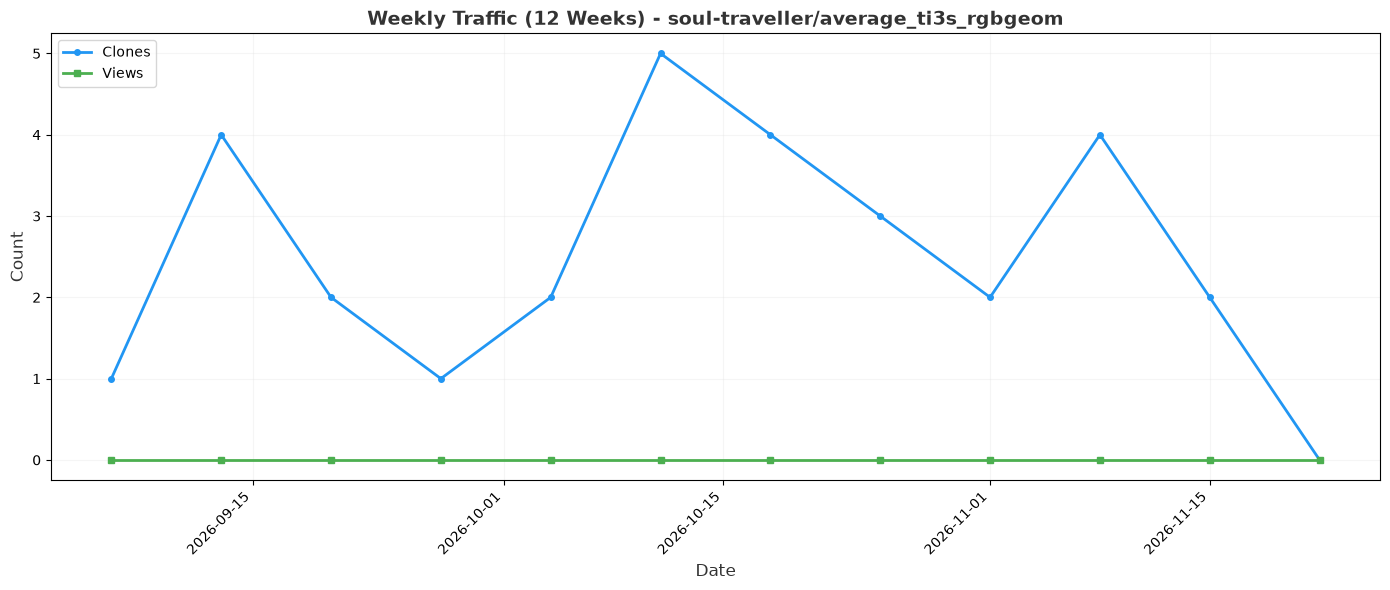 Weekly Traffic (12 Weeks) - soul-traveller/average_ti3s_rgbgeom
Clones
Views
Count
5
4
3
2
1
0
2026-09-15
2026-10-01
2026-10-15
2026-11-01
2026-11-15
Date